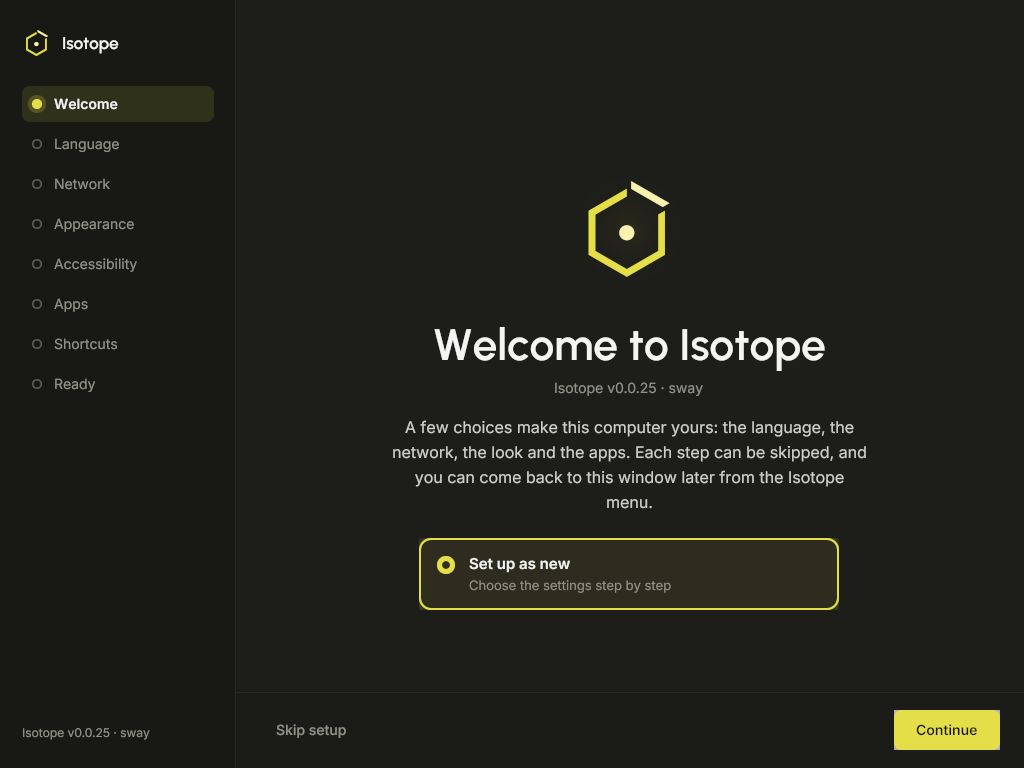 Isotope
Welcome
Language
Network
Appearance
Accessibility
Apps
Shortcuts
Ready
Isotope v0.0.25 · sway
Welcome to Isotope
Isotope v0.0.25 · sway
A few choices make this computer yours: the language, the
network, the look and the apps. Each step can be skipped, and
you can come back to this window later from the Isotope
menu.
Set up as new
Choose the settings step by step
Skip setup
Continue